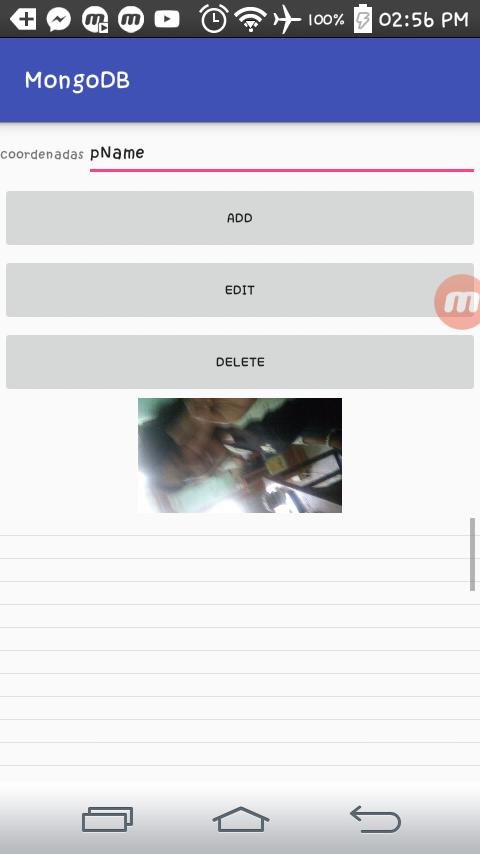 100% 02:56 PM
MongoDB
coordenadas pName
ADD
EDIT
DELETE